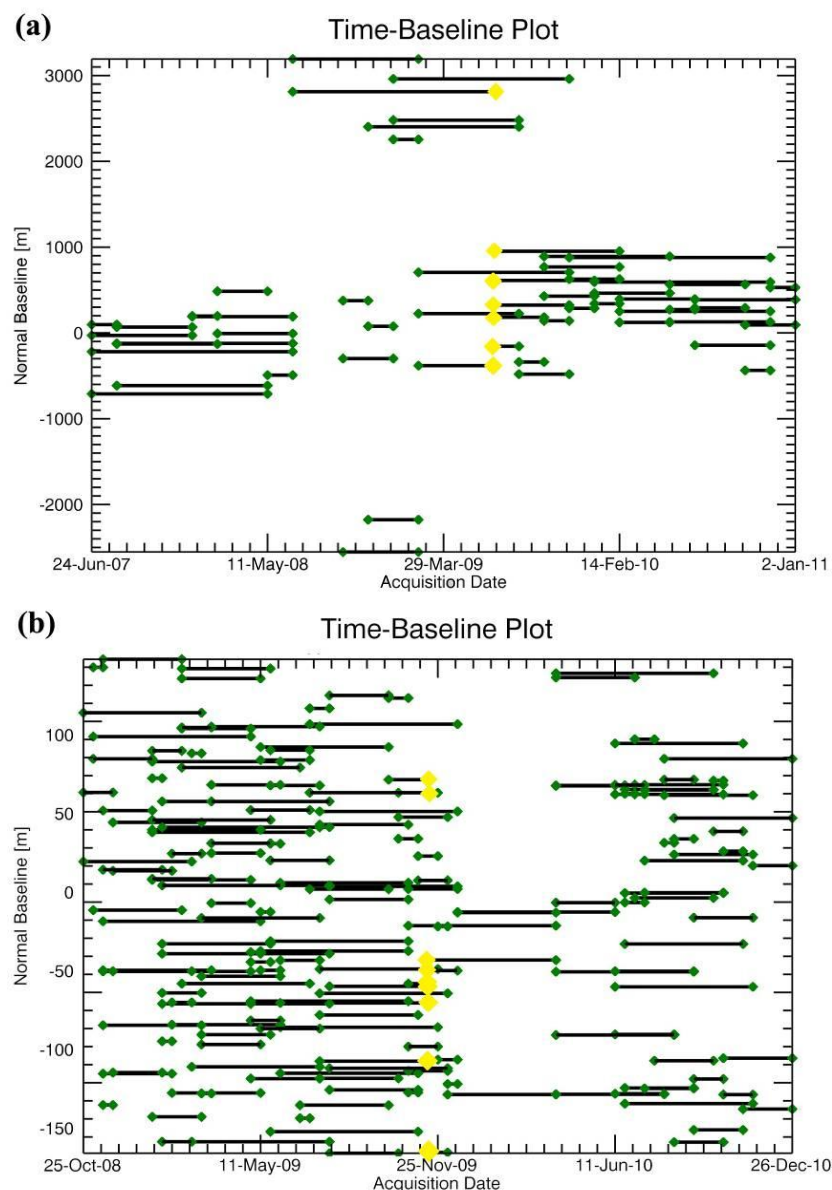 (a)
Time-Baseline Plot
Normal Baseline [m]
3000
2000
1000
0
-1000
-2000
24-Jun-07 11-May-08 29-Mar-09 14-Feb-10 2-Jan-11
Acquisition Date
(b)
Time-Baseline Plot
Normal Baseline [m]
100
50
0
-50
-100
-150
25-Oct-08 11-May-09 25-Nov-09 11-Jun-10 26-Dec-10
Acquisition Date